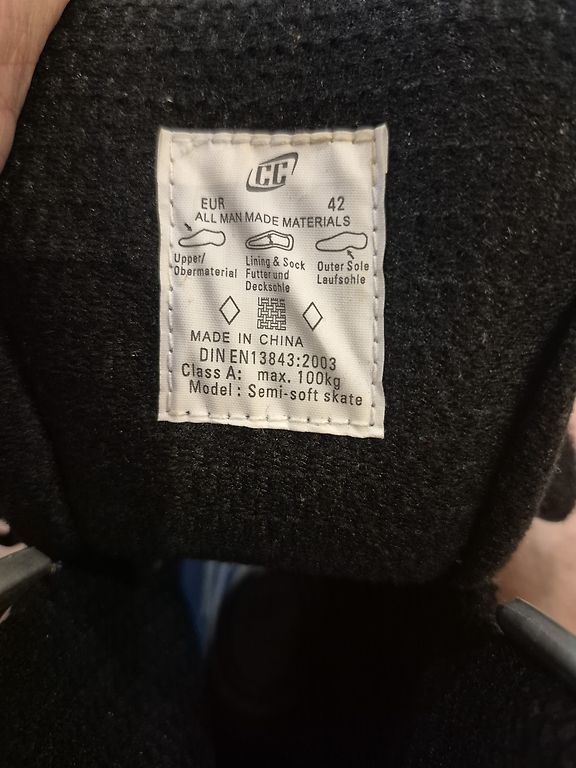 CC
EUR 42
ALL MAN MADE MATERIALS
Upper/ Lining & Sock Outer Sole
Obermaterial Futter und Laufsohle
Decksohle
MADE IN CHINA
DIN EN13843:2003
Class A: max. 100kg
Model : Semi-soft skate